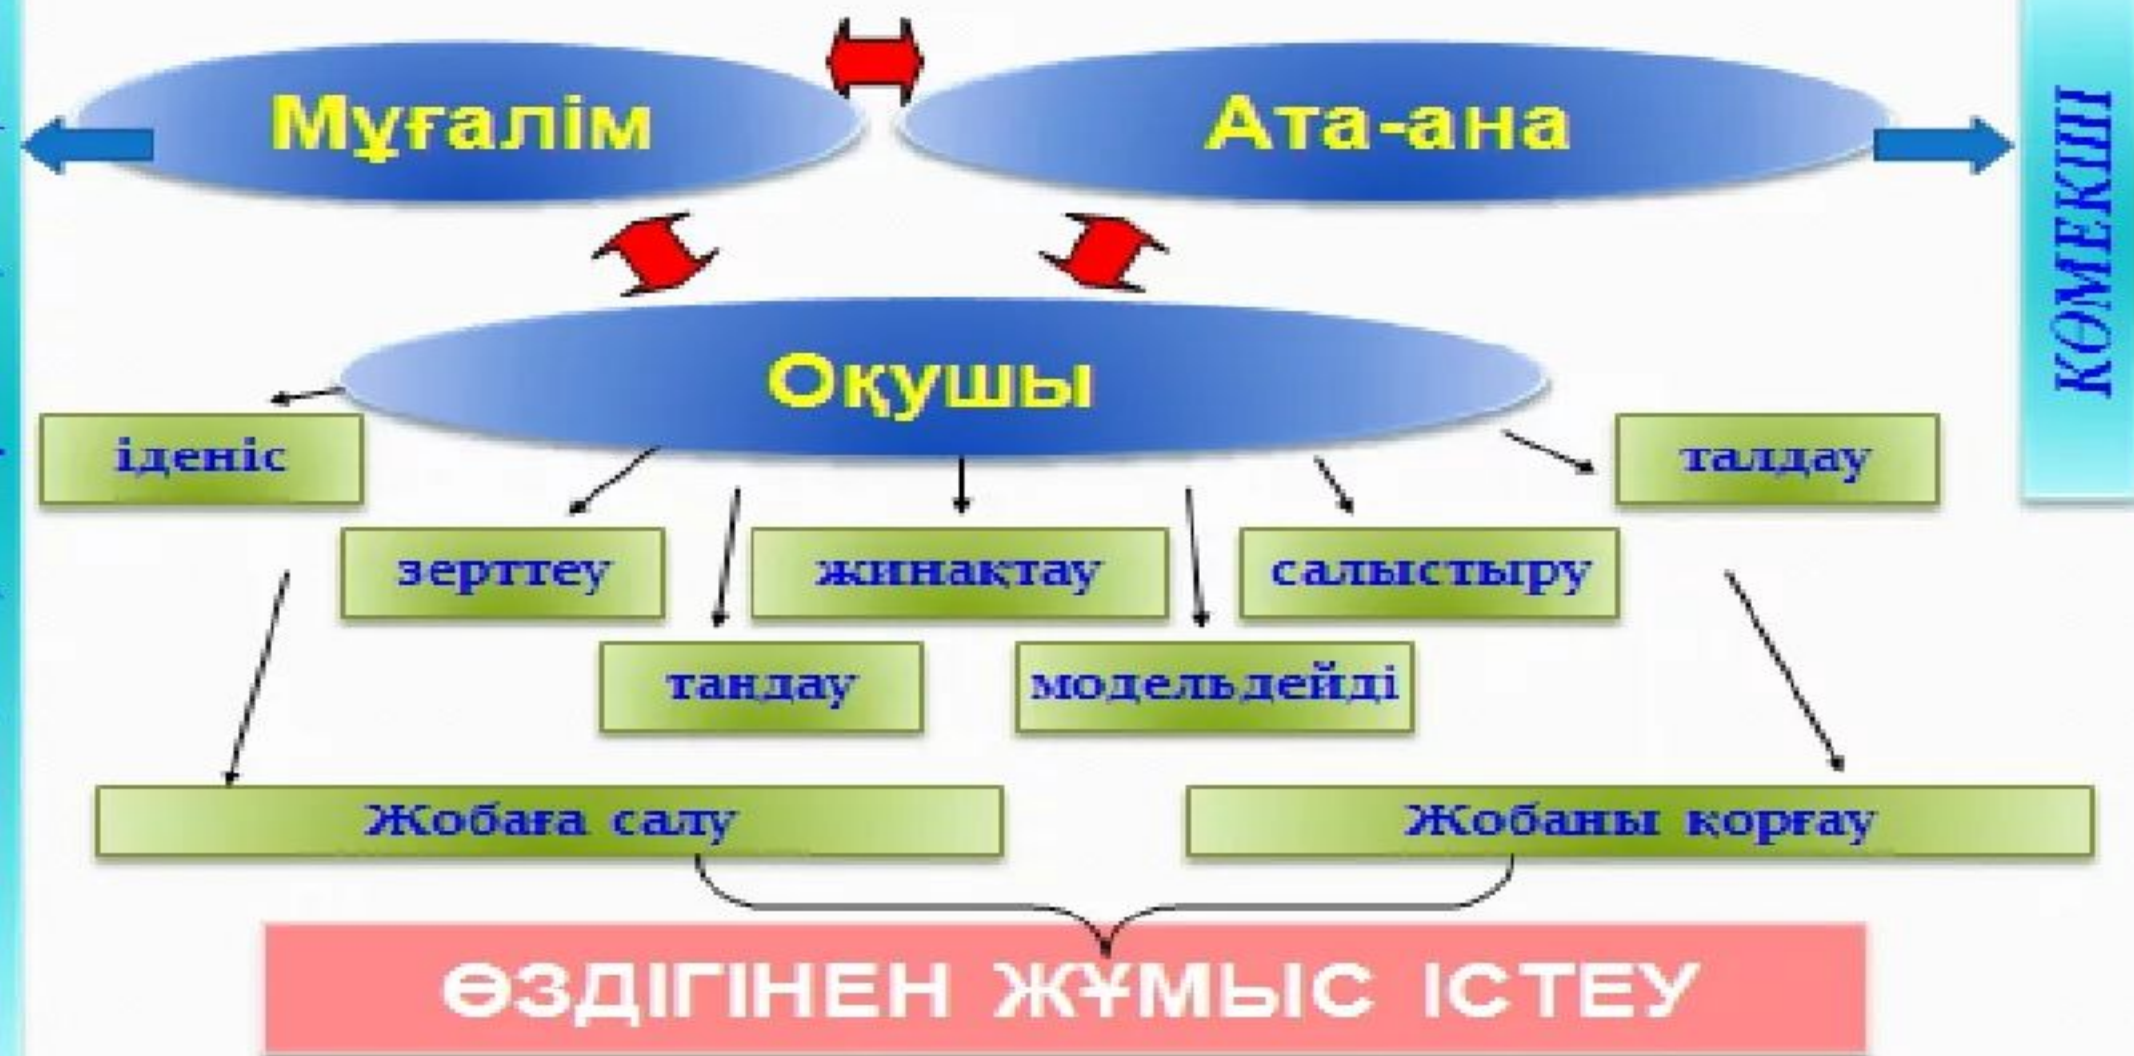 Мұғалім
Ата-ана
КӨМЕКШІ
Оқушы
іденіс
талдау
зерттеу
жинақтау
салыстыру
таңдау
модельдейді
Жобаға салу
Жобаны қорғау
ӨЗДІГІНЕН ЖҰМЫС ІСТЕУ